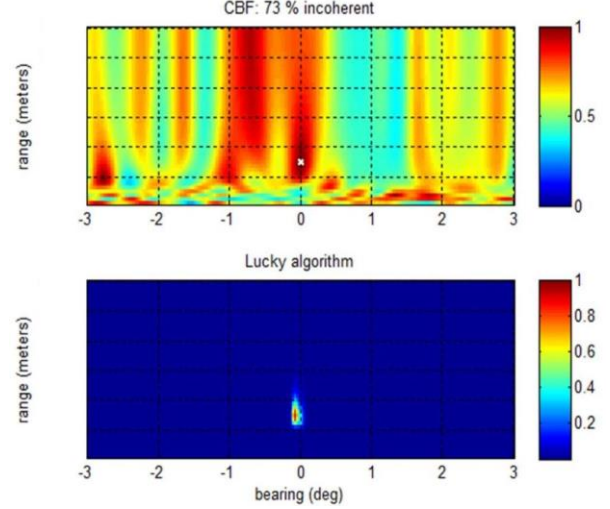 CBF: 73 % incoherent
range (meters)
1
0.5
0
-3 -2 -1 0 1 2 3
Lucky algorithm
range (meters)
1
0.8
0.6
0.4
0.2
-3 -2 -1 0 1 2 3
bearing (deg)